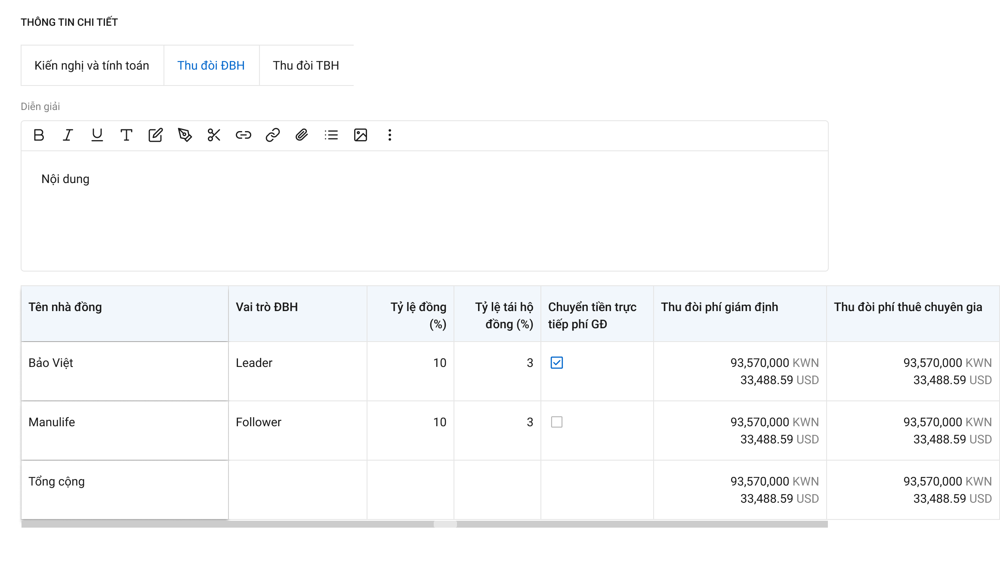 THÔNG TIN CHI TIẾT
Kiến nghị và tính toán
Thu đòi ĐBH
Thu đòi TBH
Diễn giải
Nội dung
Tên nhà đồng
Vai trò ĐBH
Tỷ lệ đồng
(%)
Tỷ lệ tái hộ
đồng (%)
Chuyển tiền trực
tiếp phí GĐ
Thu đòi phí giám định
Thu đòi phí thuê chuyên gia
Bảo Việt
Leader
10
3
93,570,000 KWN
33,488.59 USD
93,570,000 KWN
33,488.59 USD
Manulife
Follower
10
3
93,570,000 KWN
33,488.59 USD
93,570,000 KWN
33,488.59 USD
Tổng cộng
93,570,000 KWN
33,488.59 USD
93,570,000 KWN
33,488.59 USD